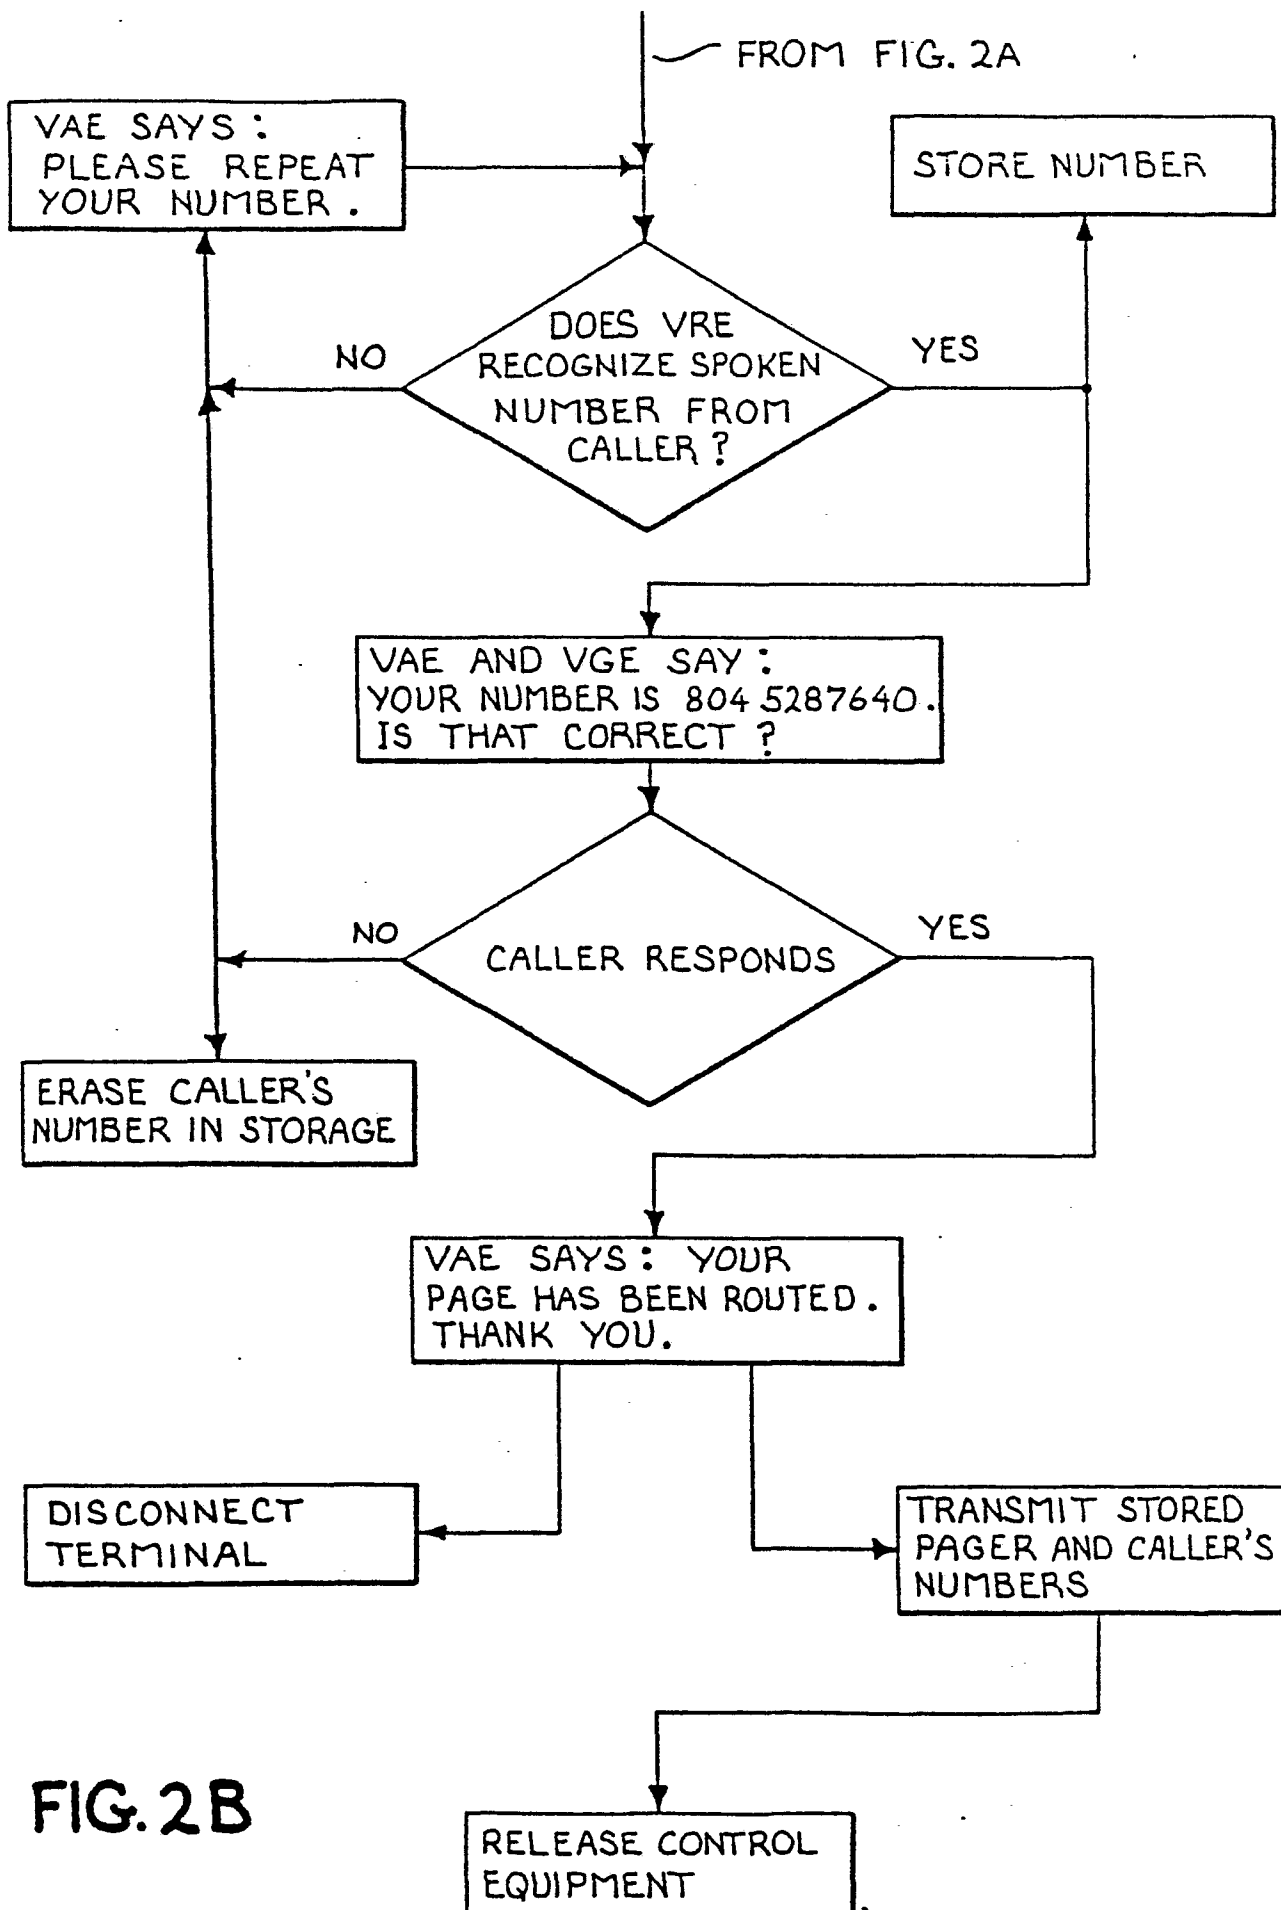 FROM FIG. 2A
VAE SAYS :
PLEASE REPEAT
YOUR NUMBER .
STORE NUMBER
DOES VRE
RECOGNIZE SPOKEN
NUMBER FROM
CALLER ?
NO
YES
VAE AND VGE SAY :
YOUR NUMBER IS 804 5287640 .
IS THAT CORRECT ?
NO
CALLER RESPONDS
YES
ERASE CALLER'S
NUMBER IN STORAGE
VAE SAYS : YOUR
PAGE HAS BEEN ROUTED .
THANK YOU .
DISCONNECT
TERMINAL
TRANSMIT STORED
PAGER AND CALLER'S
NUMBERS
FIG. 2B
RELEASE CONTROL
EQUIPMENT